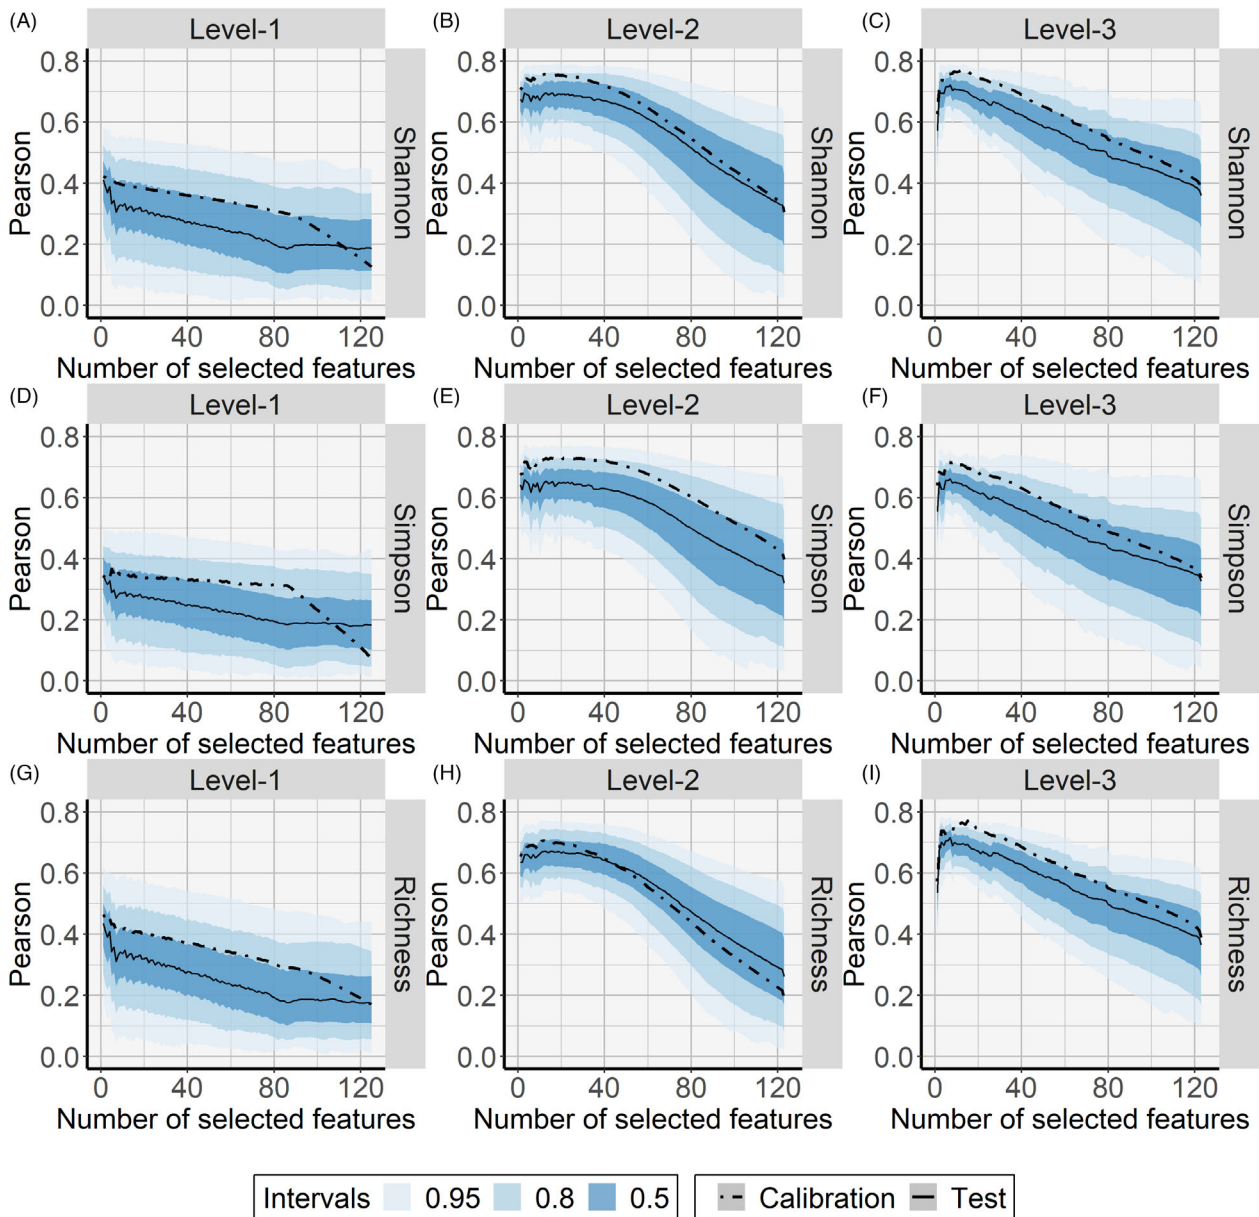 (A) Level-1 (B) Level-2 (C) Level-3
0.8 0.8 0.8
0.6 0.6 0.6
0.4 0.4 0.4
0.2 0.2 0.2
0.0 0.0 0.0
Pearson Shannon Pearson Shannon Pearson Shannon
0 40 80 120 0 40 80 120 0 40 80 120
Number of selected features Number of selected features Number of selected features
(D) Level-1 (E) Level-2 (F) Level-3
0.8 0.8 0.8
0.6 0.6 0.6
0.4 0.4 0.4
0.2 0.2 0.2
0.0 0.0 0.0
Pearson Simpson Pearson Simpson Pearson Simpson
0 40 80 120 0 40 80 120 0 40 80 120
Number of selected features Number of selected features Number of selected features
(G) Level-1 (H) Level-2 (I) Level-3
0.8 0.8 0.8
0.6 0.6 0.6
0.4 0.4 0.4
0.2 0.2 0.2
0.0 0.0 0.0
Pearson Richness Pearson Richness Pearson Richness
0 40 80 120 0 40 80 120 0 40 80 120
Number of selected features Number of selected features Number of selected features
Intervals 0.95 0.8 0.5 Calibration Test